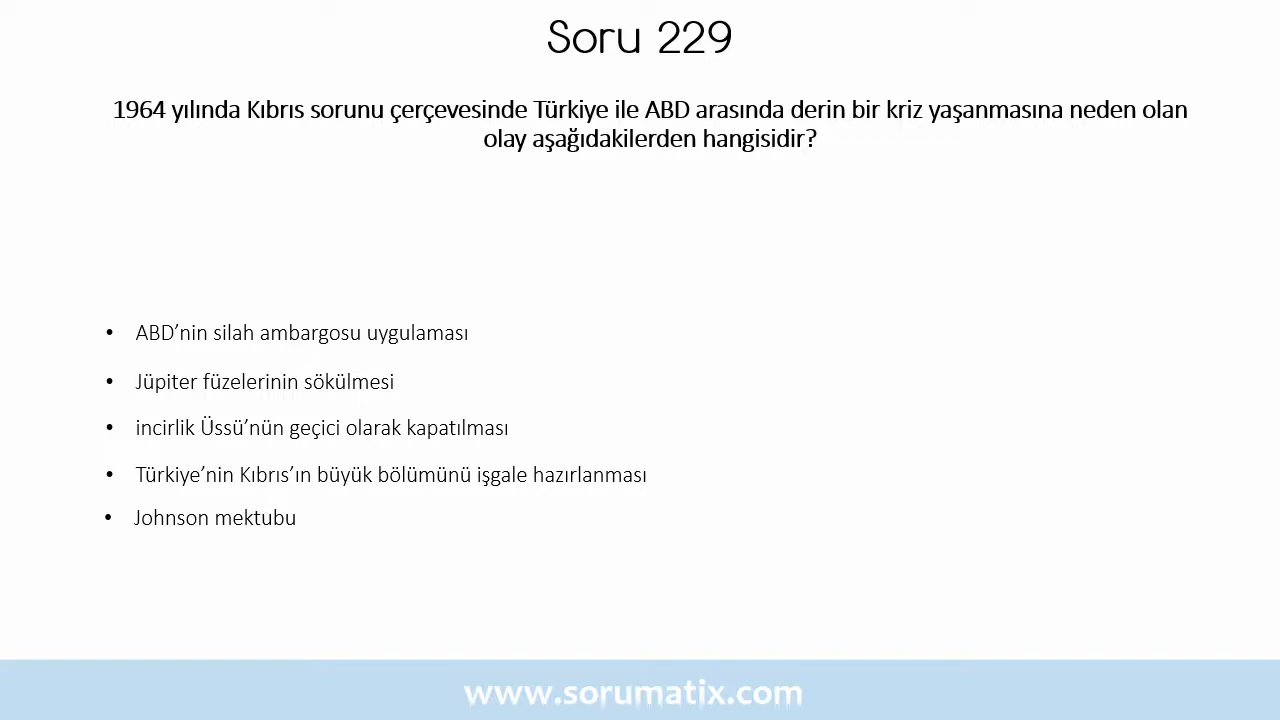 Soru 229
1964 yılında Kıbrıs sorunu çerçevesinde Türkiye ile ABD arasında derin bir kriz yaşanmasına neden olan
olay aşağıdakilerden hangisidir?
• ABD’nin silah ambargosu uygulaması
• Jüpiter füzelerinin sökülmesi
• incirlik Üssü’nün geçici olarak kapatılması
• Türkiye’nin Kıbrıs’ın büyük bölümünü işgale hazırlanması
• Johnson mektubu
www.sorumatix.com